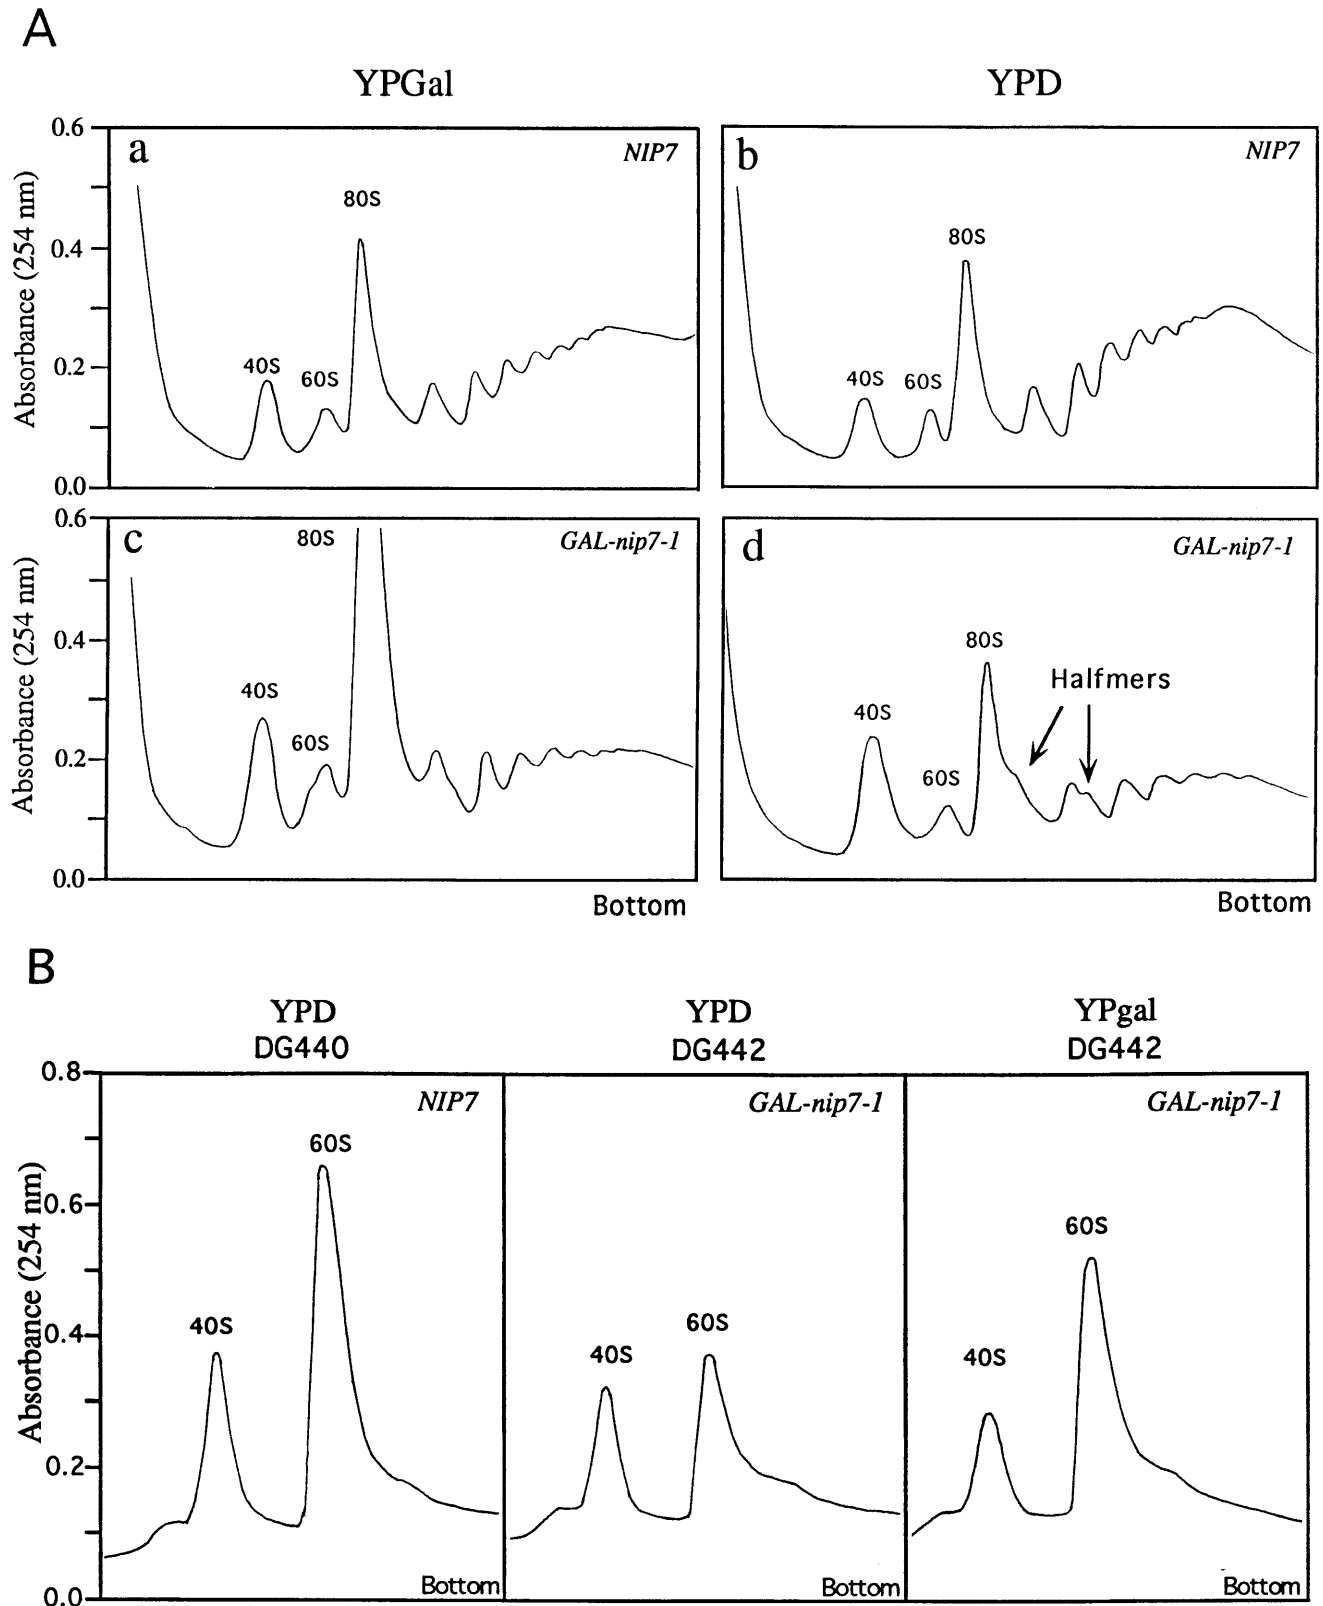 A
YPGal YPD
0.6
0.4
0.2
0.0
Absorbance (254 nm)
a NIP7
80S
40S 60S
b NIP7
80S
40S 60S
0.6
0.4
0.2
0.0
Absorbance (254 nm)
c GAL-nip7-1
80S
40S
60S
Bottom
d GAL-nip7-1
80S
Halfmers
40S
60S
Bottom
B
YPD YPD YPgal
DG440 DG442 DG442
0.8
0.6
0.4
0.2
0.0
Absorbance (254 nm)
NIP7
60S
40S
Bottom
GAL-nip7-1
60S
40S
Bottom
GAL-nip7-1
60S
40S
Bottom